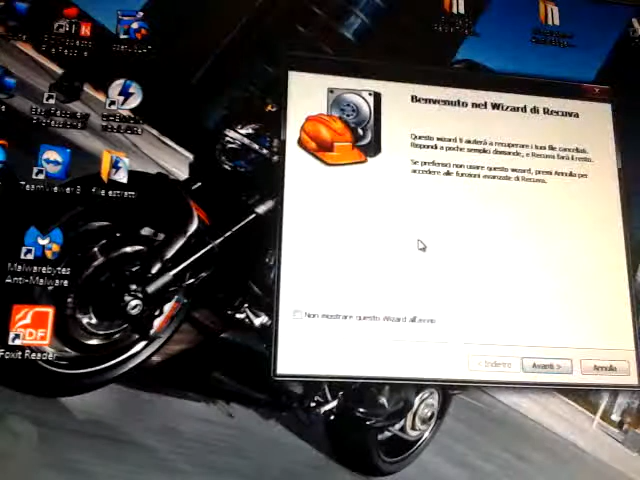 Benvenuto nel Wizard di Recuva
Questo wizard ti aiuterà a recuperare i tuoi file cancellati.
Rispondi a poche semplici domande, e Recuva farà il resto.
Se preferisci non usare questo wizard, premi Annulla per
accedere alle funzioni avanzate di Recuva.
TeamViewer 8
file estratti
Malwarebytes
Anti-Malware
PDF
Foxit Reader
Non mostrare questo Wizard all'avvio
< Indietro
Avanti >
Annulla